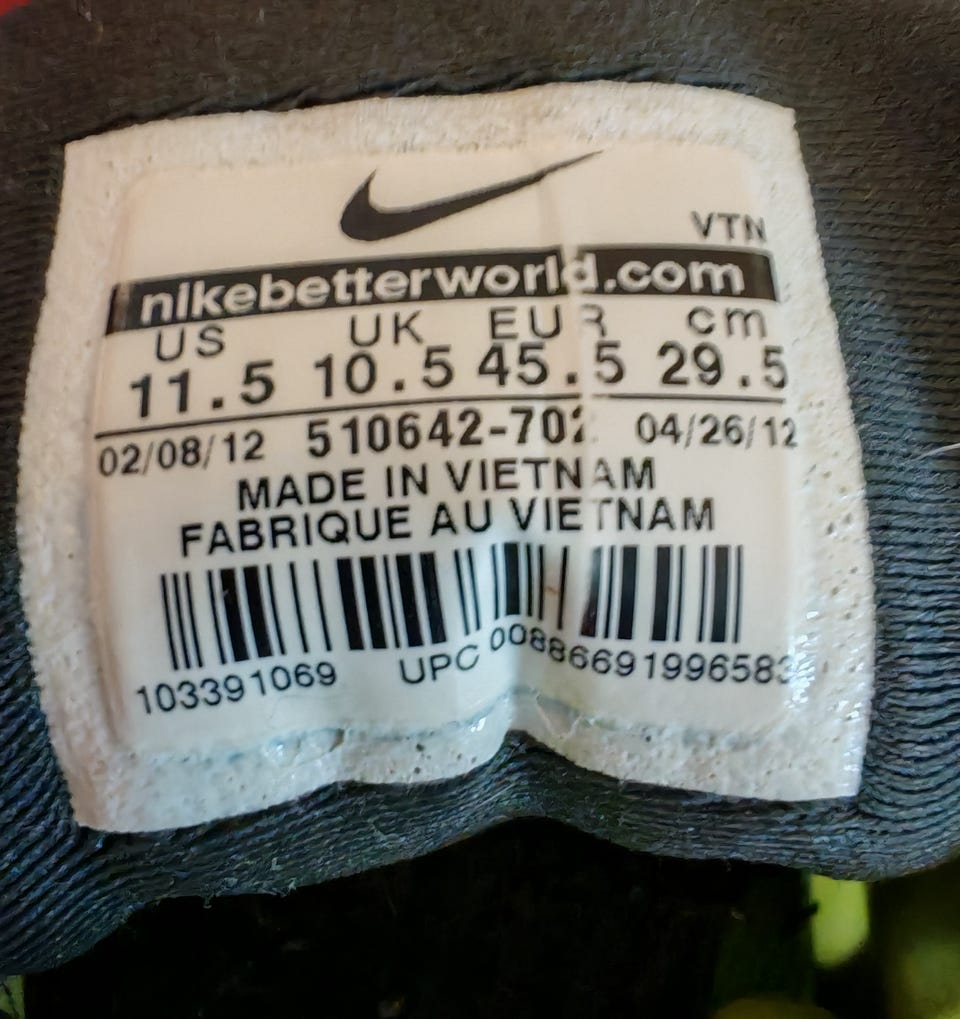 VTN
nikebetterworld.com
US UK EUR cm
11.5 10.5 45.5 29.5
02/08/12 510642-702 04/26/12
MADE IN VIETNAM
FABRIQUE AU VIETNAM
103391069 UPC 00886691996583